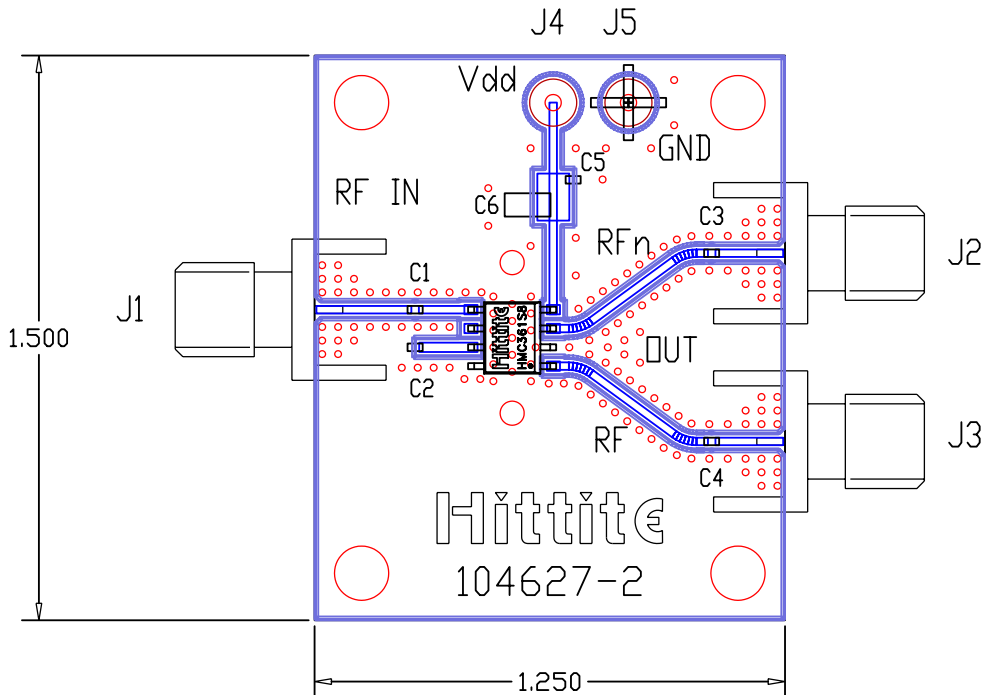 J4 J5
Vdd
GND
C5
RF IN
C6
C3
RFn
J2
C1
J1
1.500
Hittite
HMC361S8
OUT
C2
RF
J3
C4
Hittite
104627-2
1.250